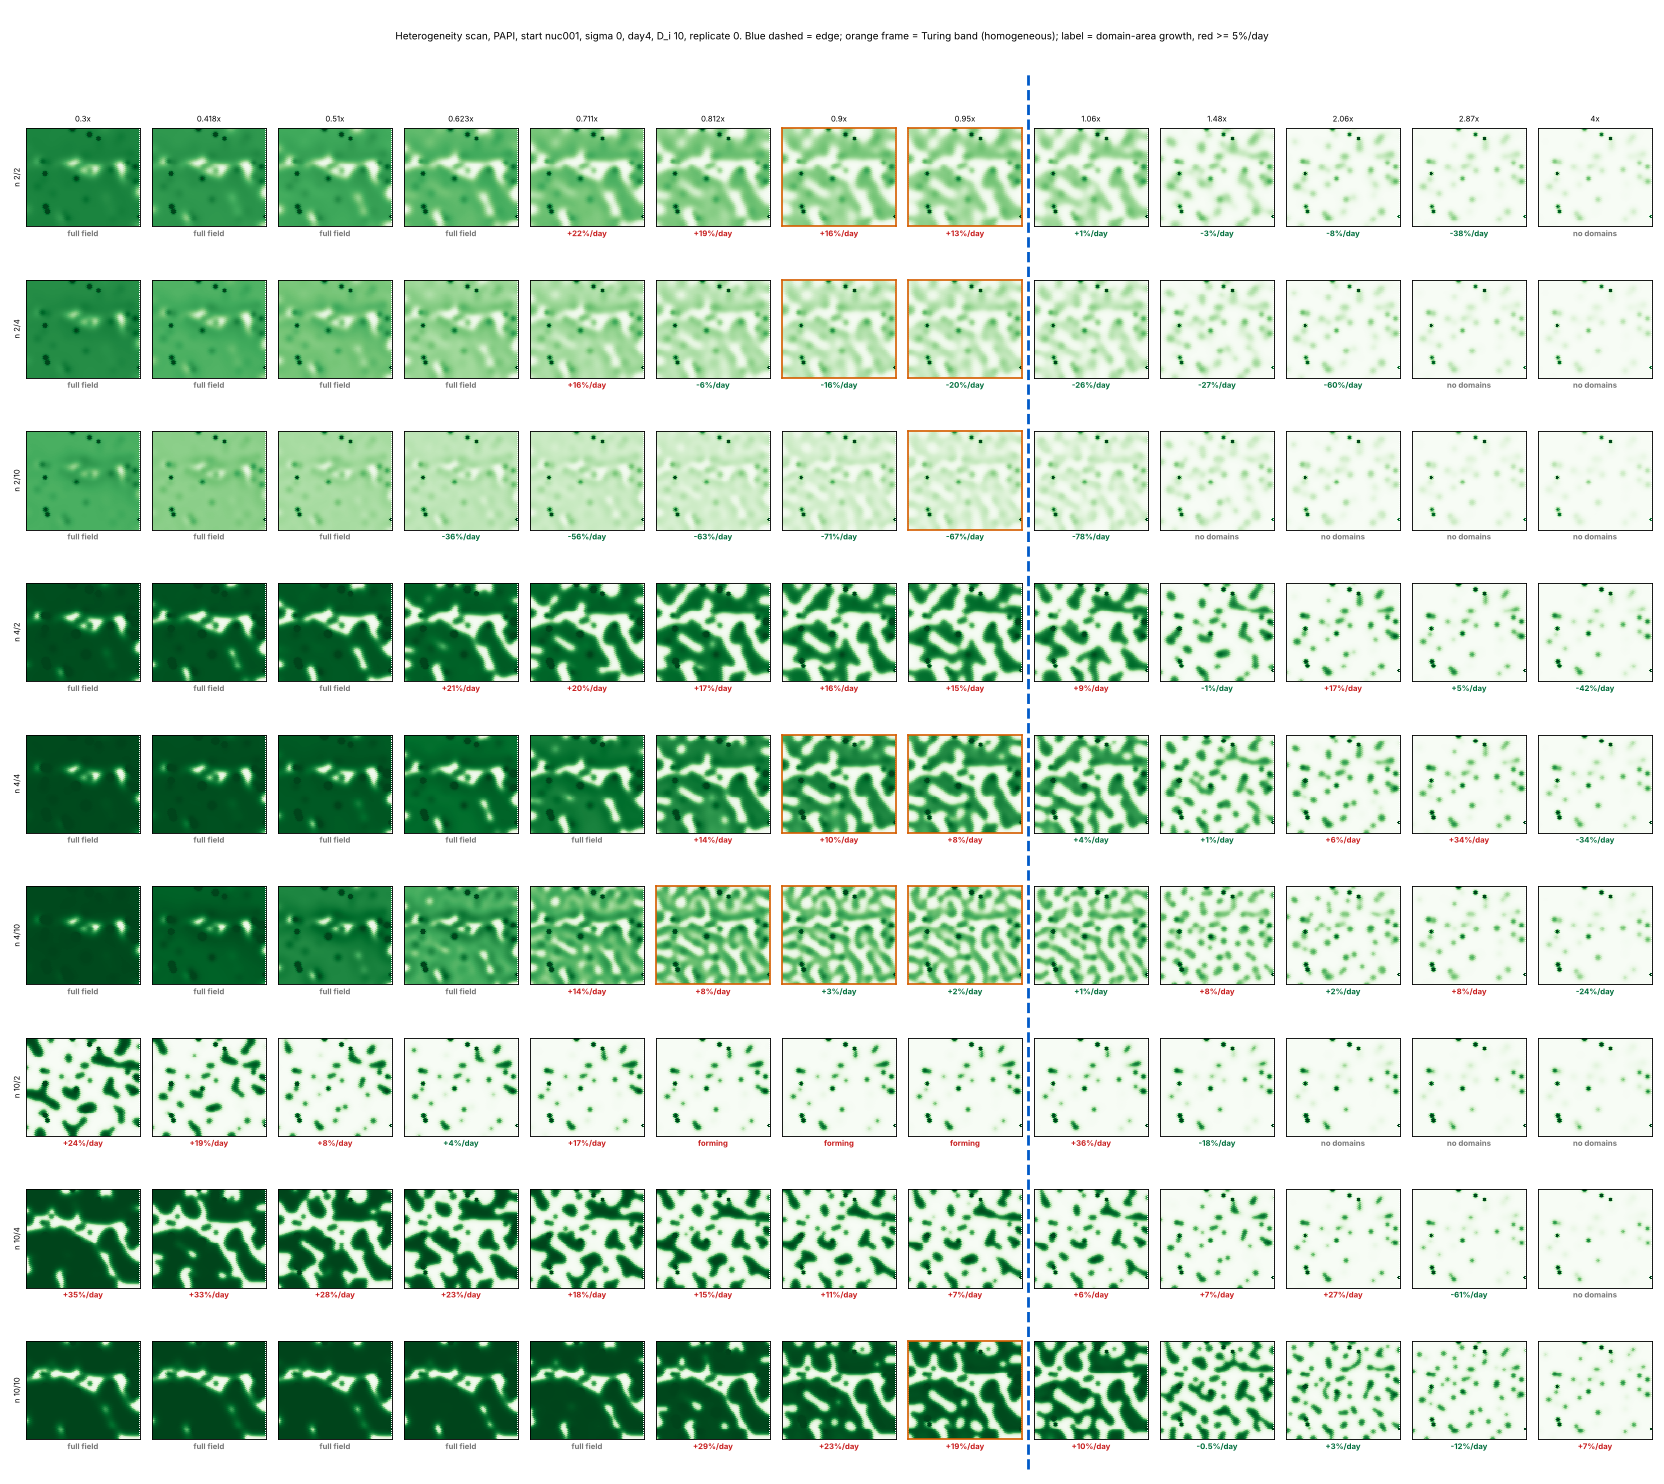 Heterogeneity scan, PAPI, start nuc001, sigma 0, day4, D_i 10, replicate 0. Blue dashed = edge; orange frame = Turing band (homogeneous); label = domain-area growth, red >= 5%/day
0.3x 0.418x 0.51x 0.623x 0.711x 0.812x 0.9x 0.95x 1.06x 1.48x 2.06x 2.87x 4x
n 2/2
full field full field full field full field +22%/day +19%/day +16%/day +13%/day +1%/day -3%/day -8%/day -38%/day no domains
n 2/4
full field full field full field full field +16%/day -6%/day -16%/day -20%/day -26%/day -27%/day -60%/day no domains no domains
n 2/10
full field full field full field -36%/day -56%/day -63%/day -71%/day -67%/day -78%/day no domains no domains no domains no domains
n 4/2
full field full field full field +21%/day +20%/day +17%/day +16%/day +15%/day +9%/day -1%/day +17%/day +5%/day -42%/day
n 4/4
full field full field full field full field full field +14%/day +10%/day +8%/day +4%/day +1%/day +6%/day +34%/day -34%/day
n 4/10
full field full field full field full field +14%/day +8%/day +3%/day +2%/day +1%/day +8%/day +2%/day +8%/day -24%/day
n 10/2
+24%/day +19%/day +8%/day +4%/day +17%/day forming forming forming +36%/day -18%/day no domains no domains no domains
n 10/4
+35%/day +33%/day +28%/day +23%/day +18%/day +15%/day +11%/day +7%/day +6%/day +7%/day +27%/day -61%/day no domains
n 10/10
full field full field full field full field full field +29%/day +23%/day +19%/day +10%/day -0.5%/day +3%/day -12%/day +7%/day